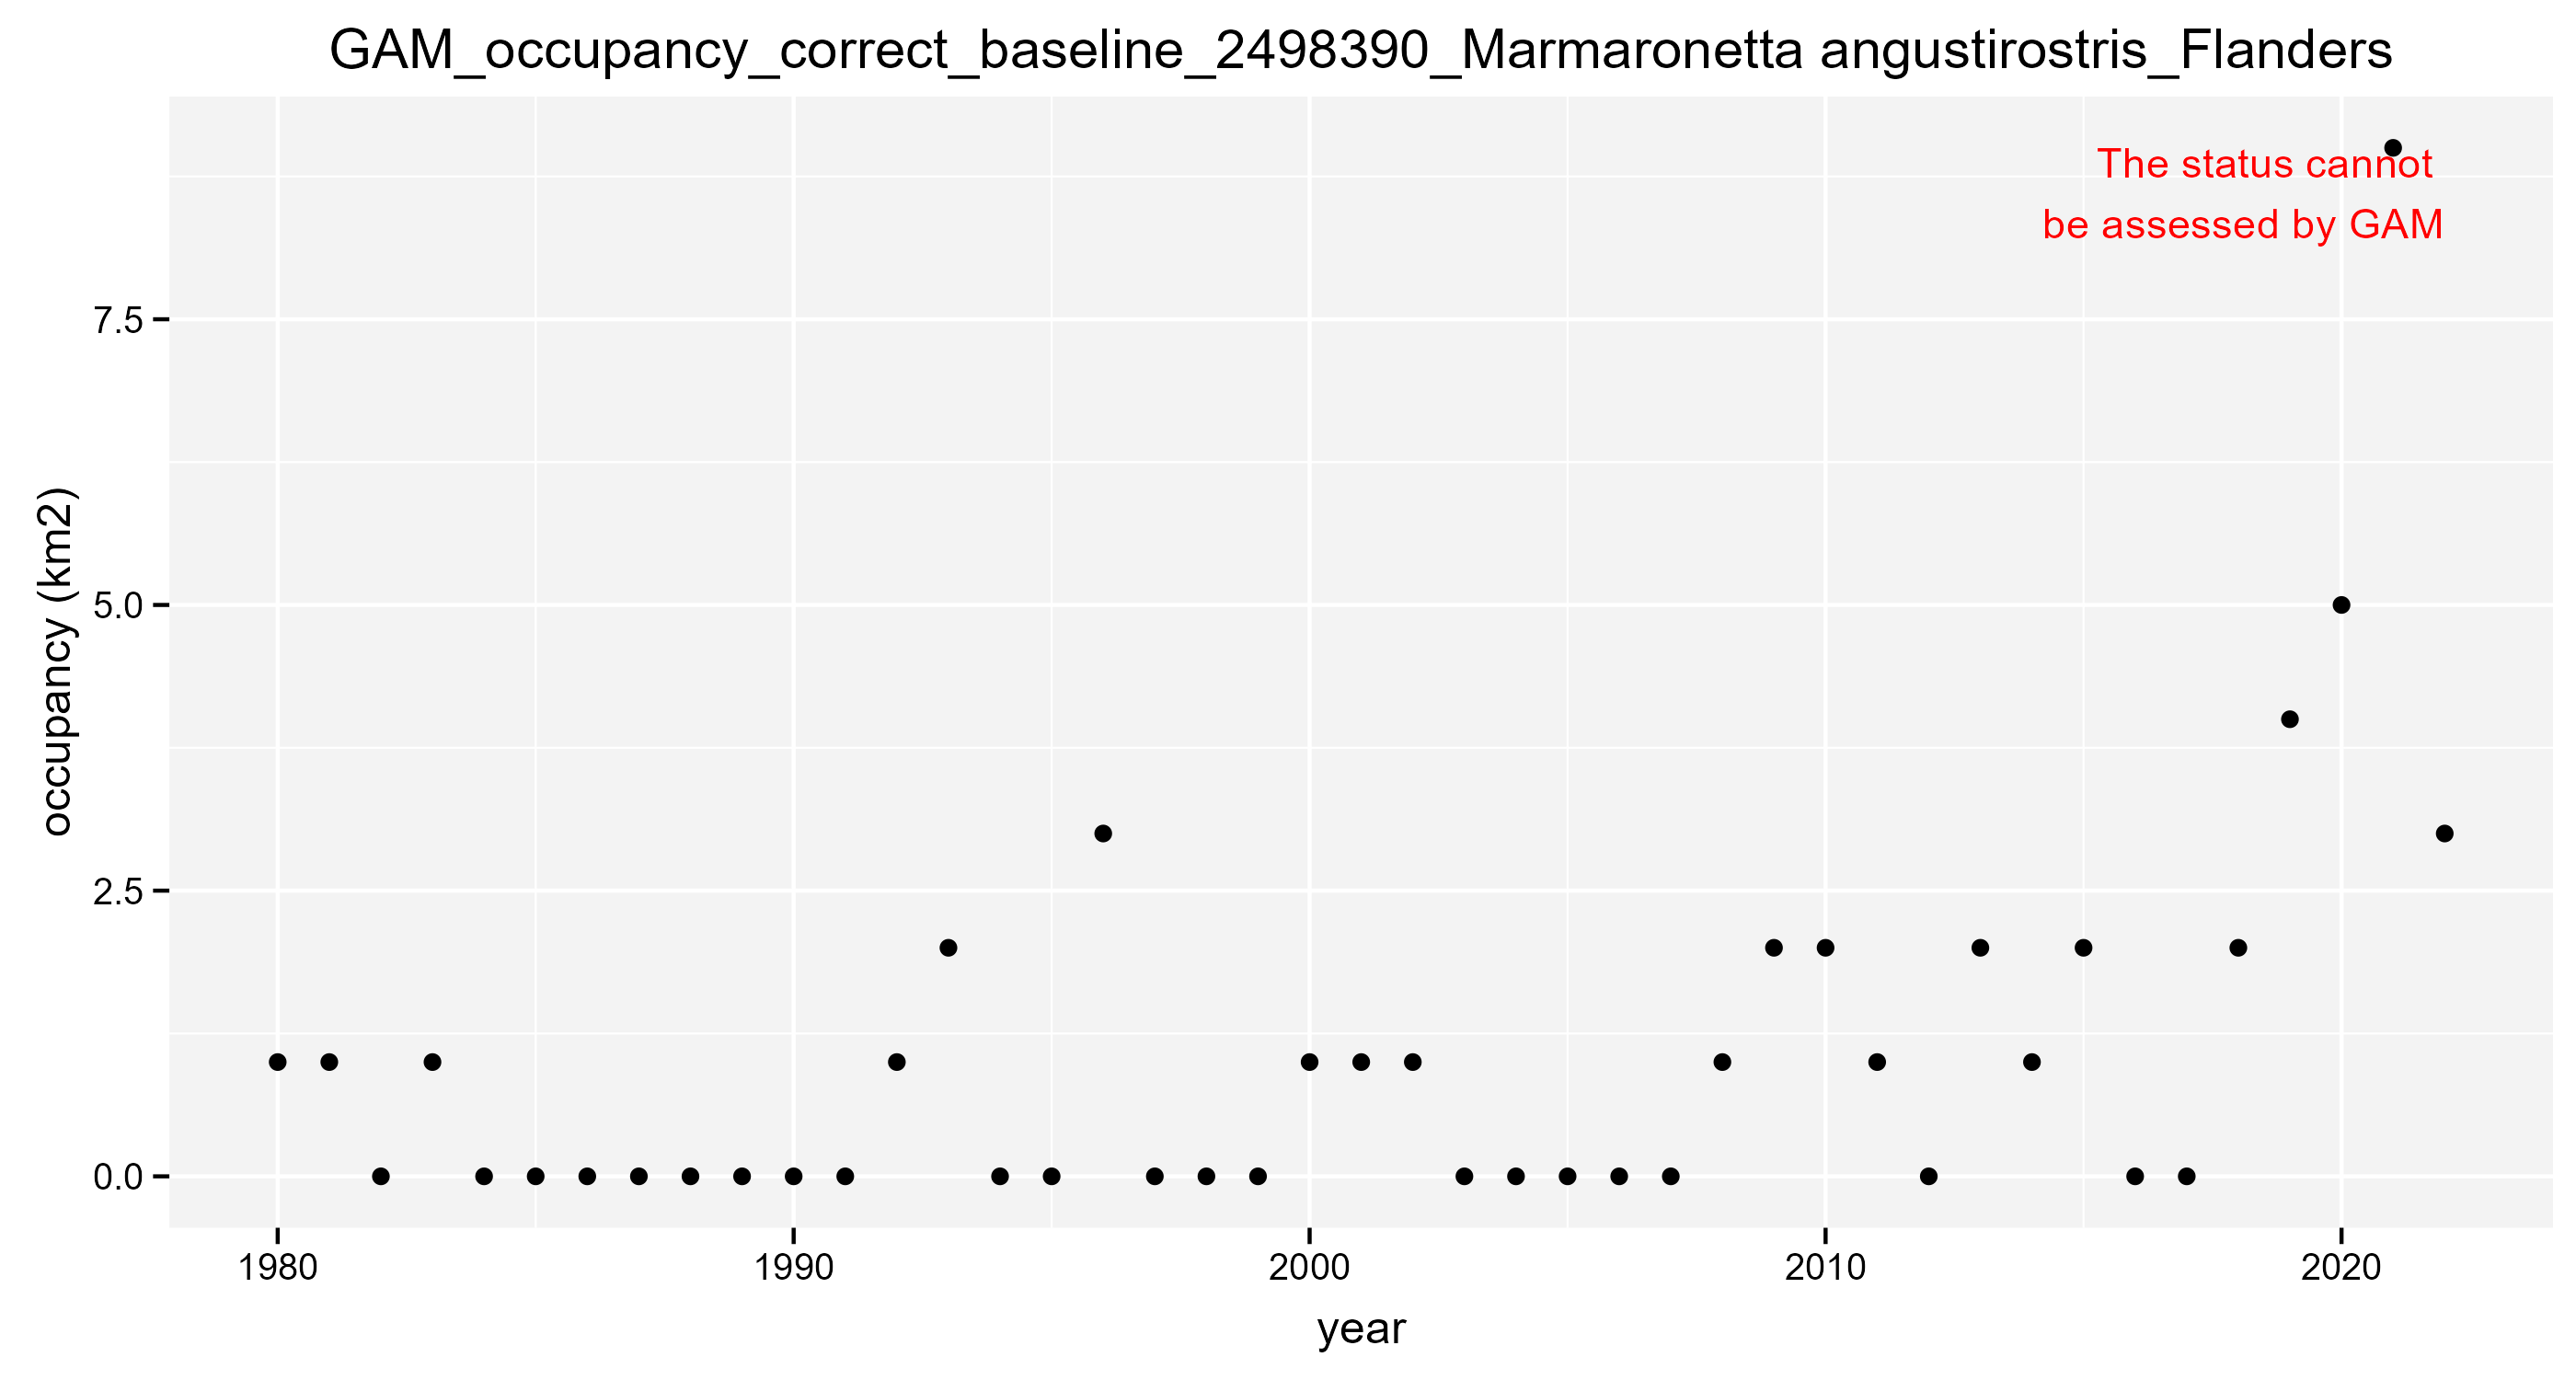 GAM_occupancy_correct_baseline_2498390_Marmaronetta angustirostris_Flanders
The status cannot
be assessed by GAM
occupancy (km2)
7.5
5.0
2.5
0.0
1980
1990
2000
2010
2020
year